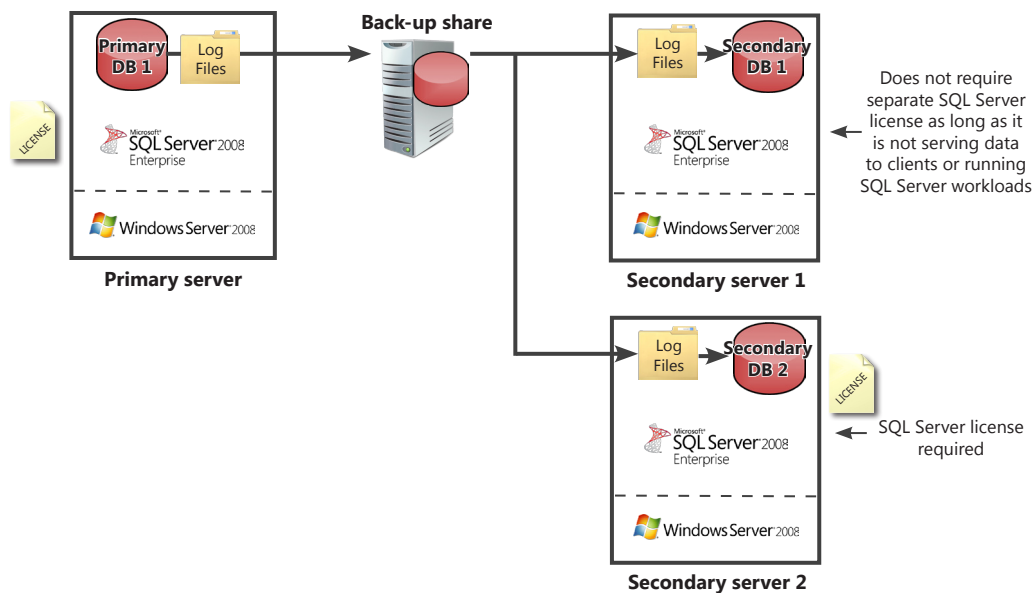 Back-up share
Primary
DB 1
Log
Files
LICENSE
Microsoft®
SQL Server® 2008
Enterprise
Windows Server® 2008
Primary server
Log
Files
Secondary
DB 1
Microsoft®
SQL Server® 2008
Enterprise
Windows Server® 2008
Secondary server 1
Does not require
separate SQL Server
license as long as it
is not serving data
to clients or running
SQL Server workloads
Log
Files
Secondary
DB 2
LICENSE
Microsoft®
SQL Server® 2008
Enterprise
SQL Server license
required
Windows Server® 2008
Secondary server 2